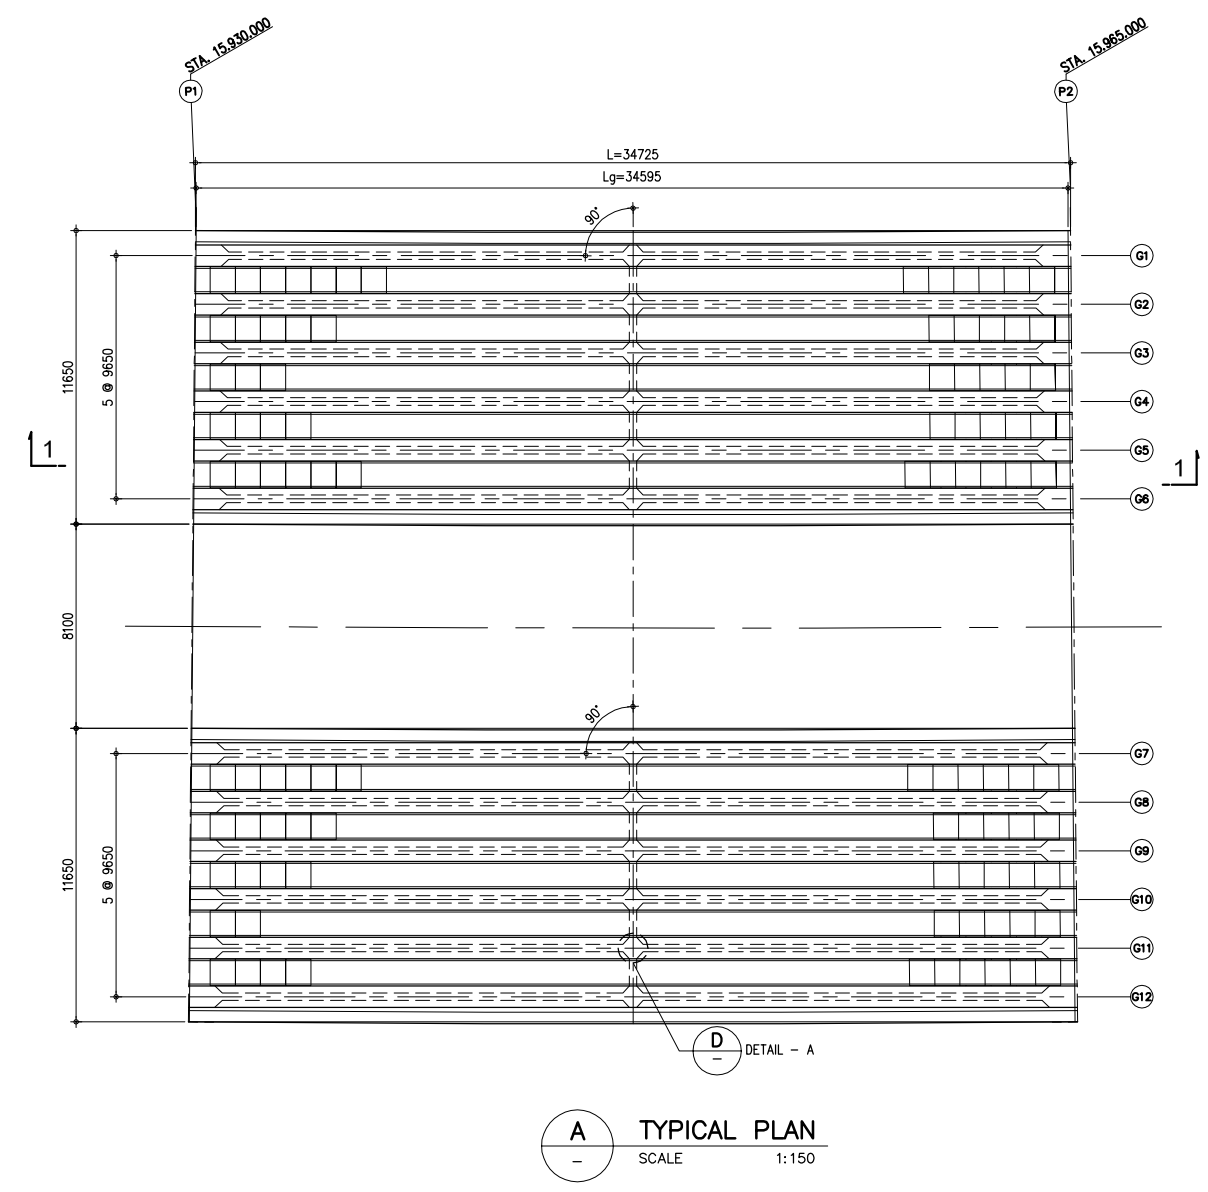 STA. 15.930.000
STA. 15.965.000
P1
P2
L=34725
Lg=34595
90°
G1
G2
G3
G4
G5
G6
11650
5 @ 9650
1
1
8100
90°
G7
G8
G9
G10
G11
G12
11650
5 @ 9650
D
–
DETAIL – A
A
–
TYPICAL PLAN
SCALE 1:150